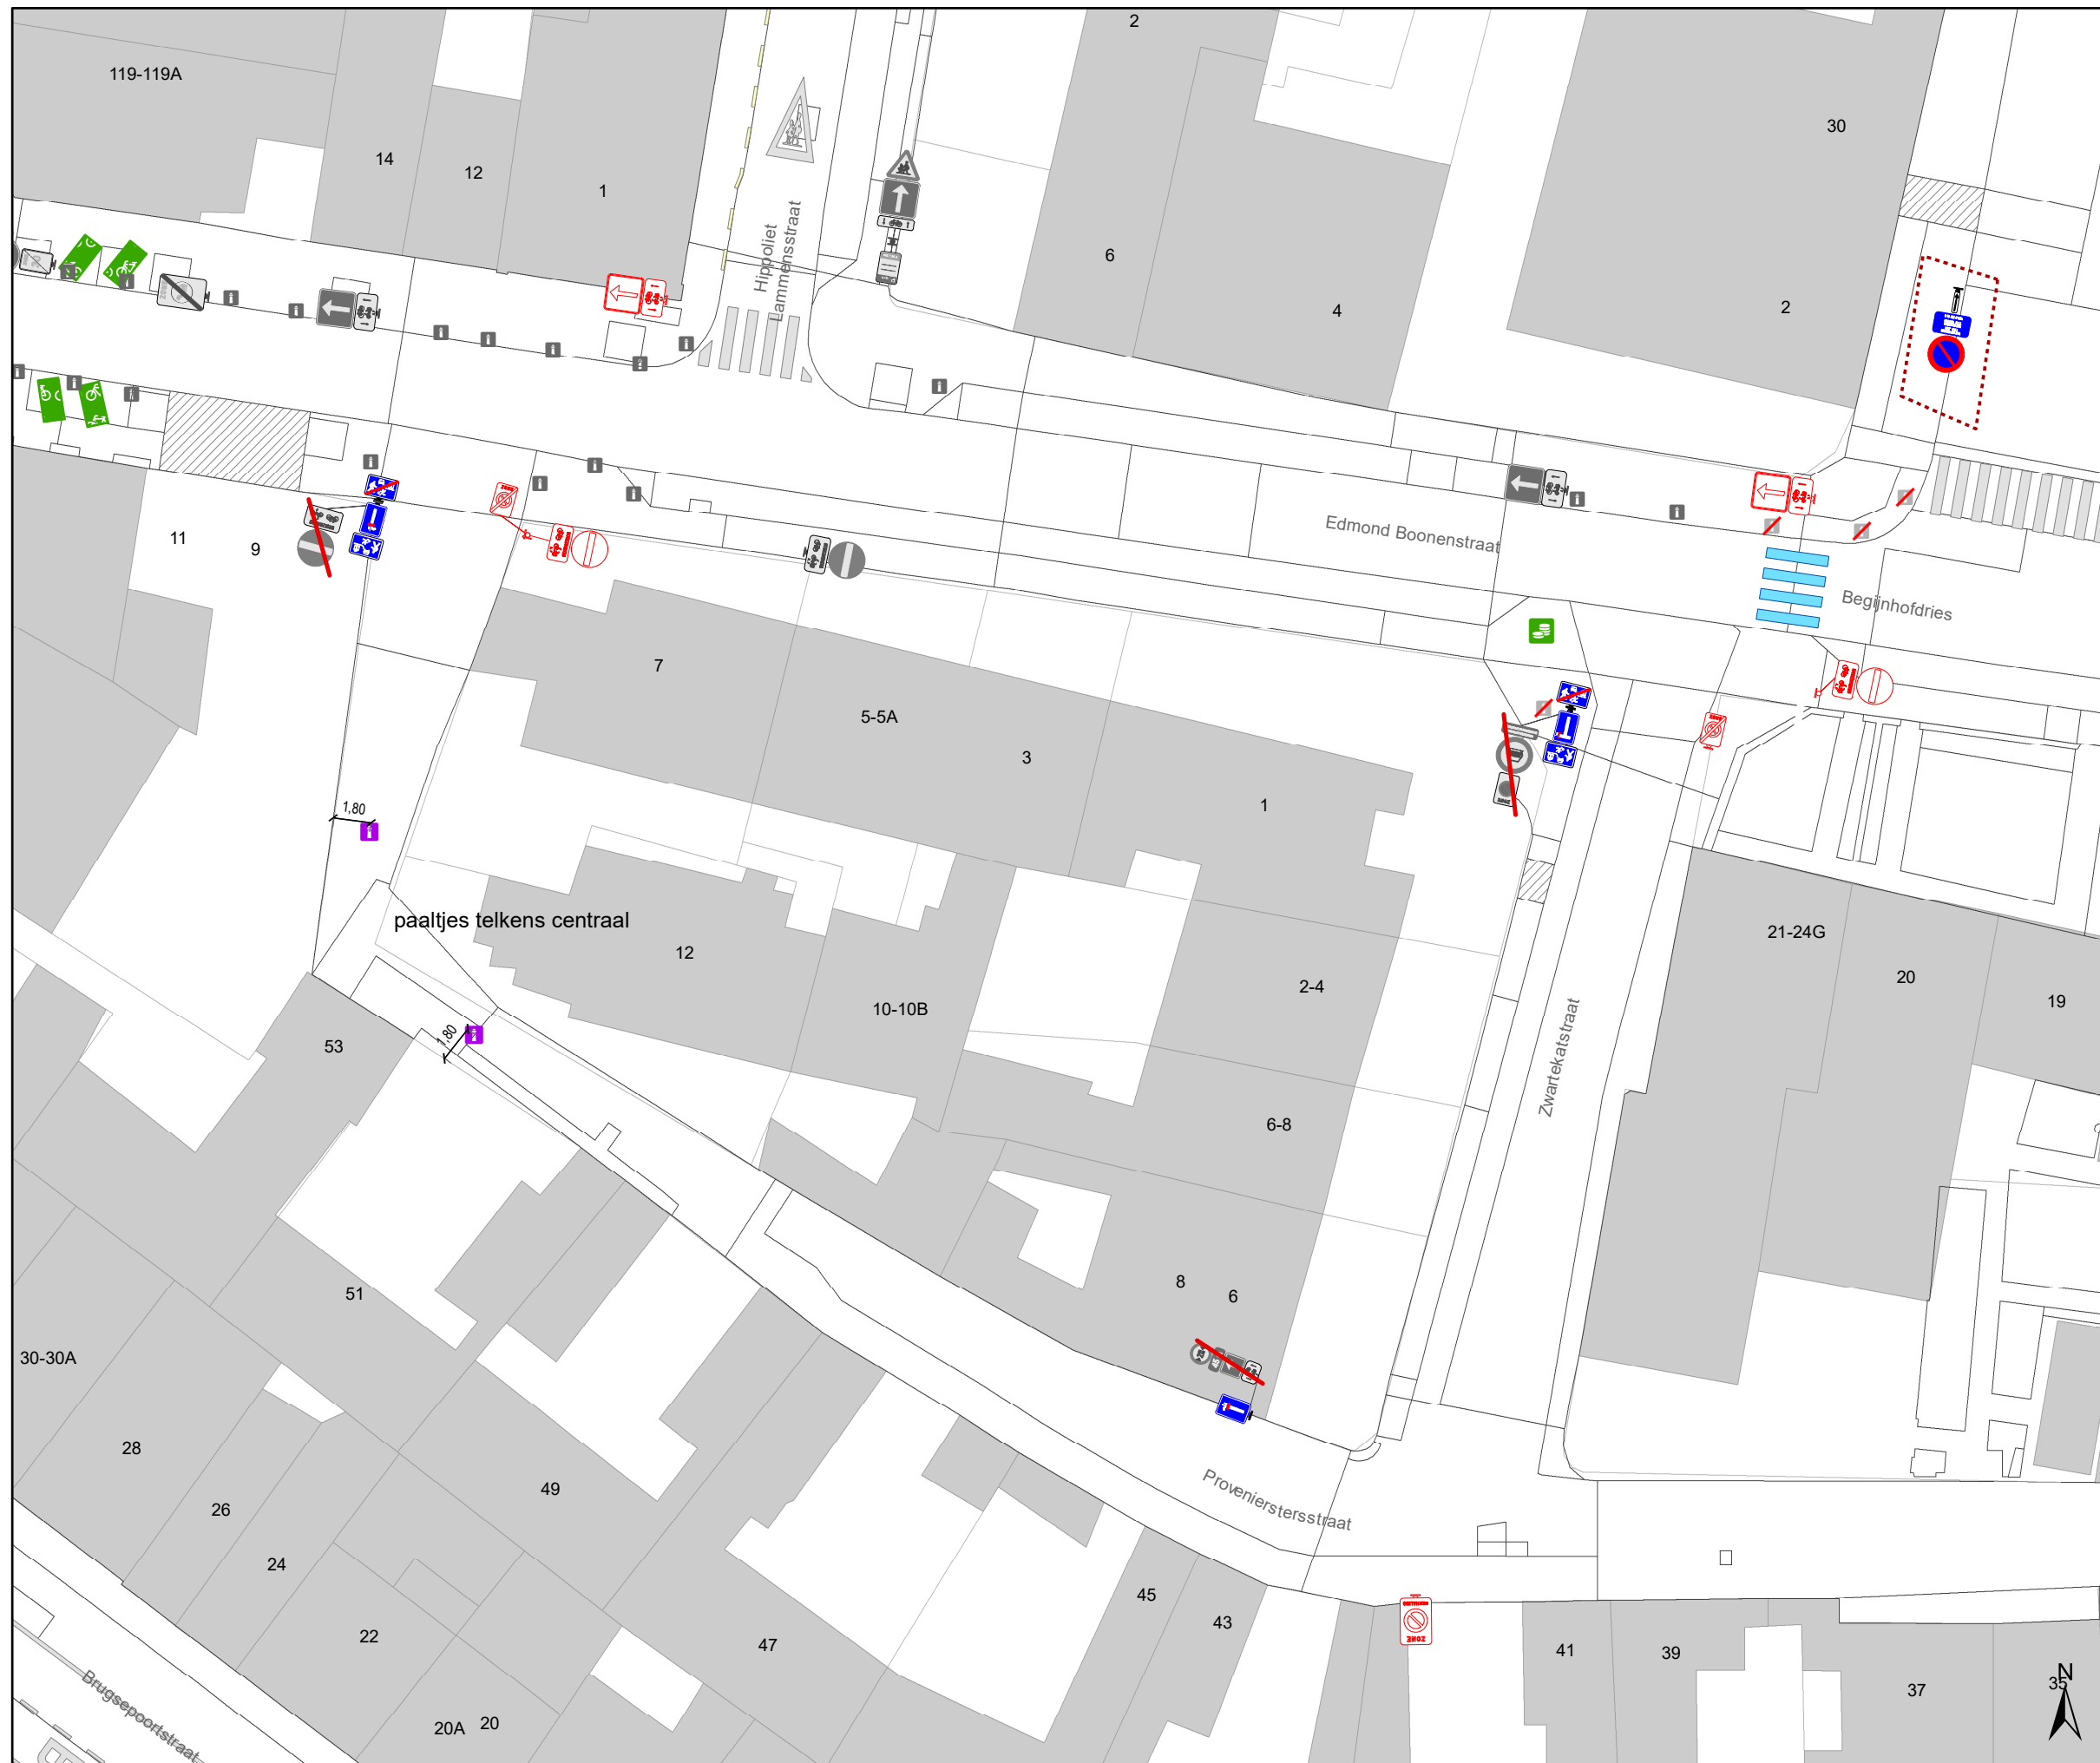 2
119-119A
30
14
12
1
Hippoliet
Lammensstraat
6
4
2
Edmond Boonenstraat
11
9
Begijnhofdries
7
5-5A
3
1
1,80
paaltjes telkens centraal
12
21-24G
2-4
20
19
10-10B
53
1,80
Zwartekatstraat
6-8
8
6
51
30-30A
28
49
Proveniersterssstraat
26
24
45
43
22
47
41
39
ZONE
37
35
N
20A
20
Brugsepoortstraat